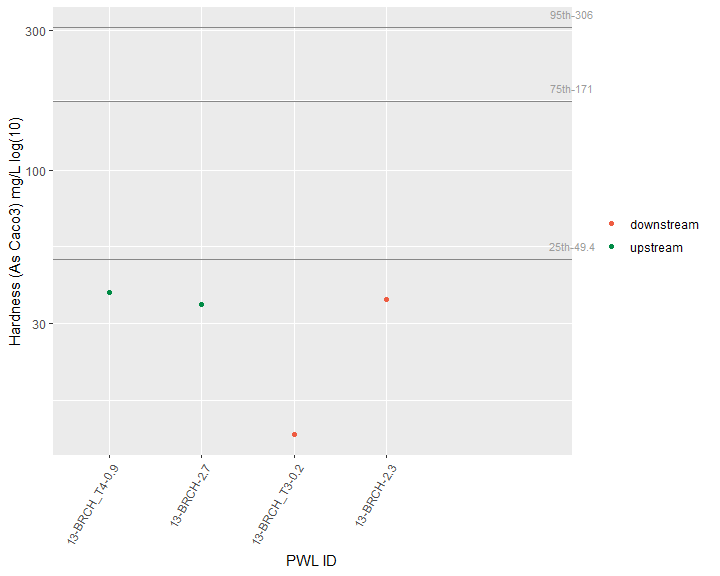 95th-306
300
75th-171
100
25th-49.4
30
Hardness (As Caco3) mg/L log(10)
13-BRCH_T4-0.9
13-BRCH-2.7
13-BRCH_T3-0.2
13-BRCH-2.3
PWL ID
downstream
upstream